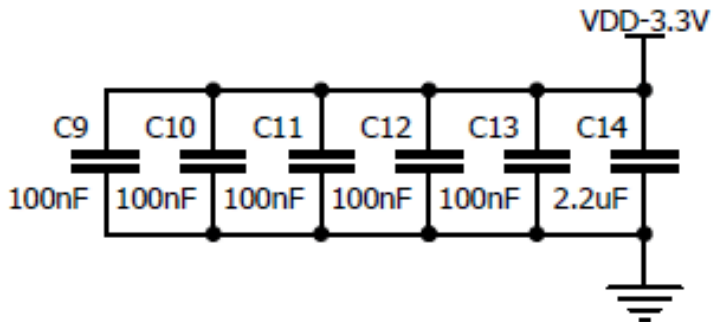 VDD-3.3V
C9 C10 C11 C12 C13 C14
100nF 100nF 100nF 100nF 100nF 2.2uF